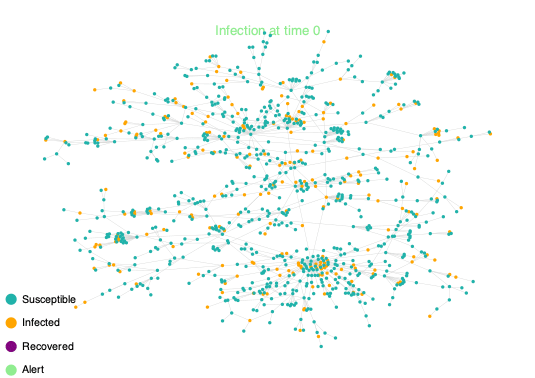 Infection at time 0
Susceptible
Infected
Recovered
Alert